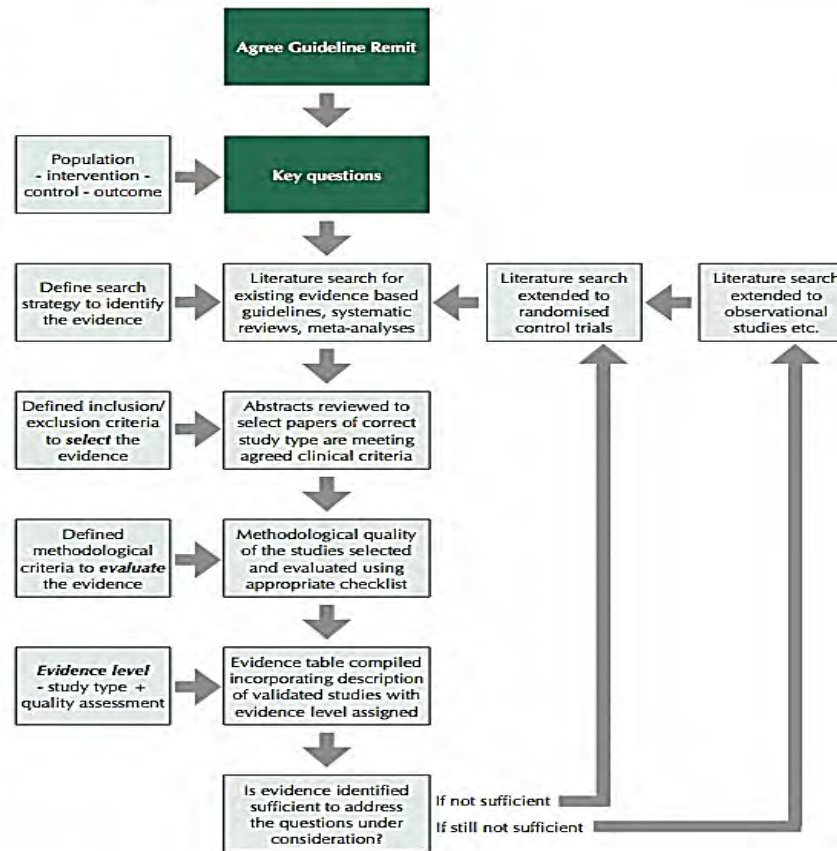 Agree Guideline Remit
Population
- intervention -
control - outcome
Key questions
Define search
strategy to identify
the evidence
Literature search for
existing evidence based
guidelines, systematic
reviews, meta-analyses
Literature search
extended to
randomised
control trials
Literature search
extended to
observational
studies etc.
Defined inclusion/
exclusion criteria
to select the
evidence
Abstracts reviewed to
select papers of correct
study type are meeting
agreed clinical criteria
Defined
methodological
criteria to evaluate
the evidence
Methodological quality
of the studies selected
and evaluated using
appropriate checklist
Evidence level
- study type +
quality assessment
Evidence table compiled
incorporating description
of validated studies with
evidence level assigned
Is evidence identified
sufficient to address
the questions under
consideration?
If not sufficient
If still not sufficient